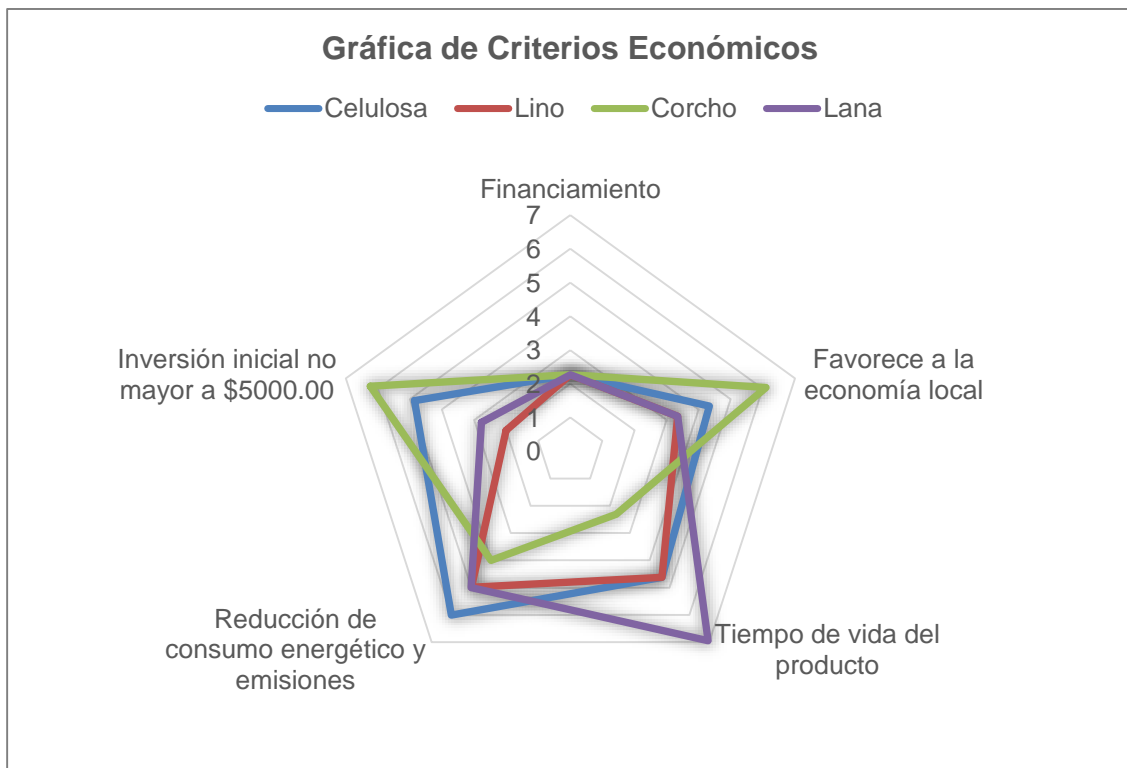 Gráfica de Criterios Económicos
Celulosa Lino Corcho Lana
Financiamiento
7
6
5
4
3
2
1
0
Inversión inicial no
mayor a $5000.00
Favorece a la
economía local
Reducción de
consumo energético y
emisiones
Tiempo de vida del
producto